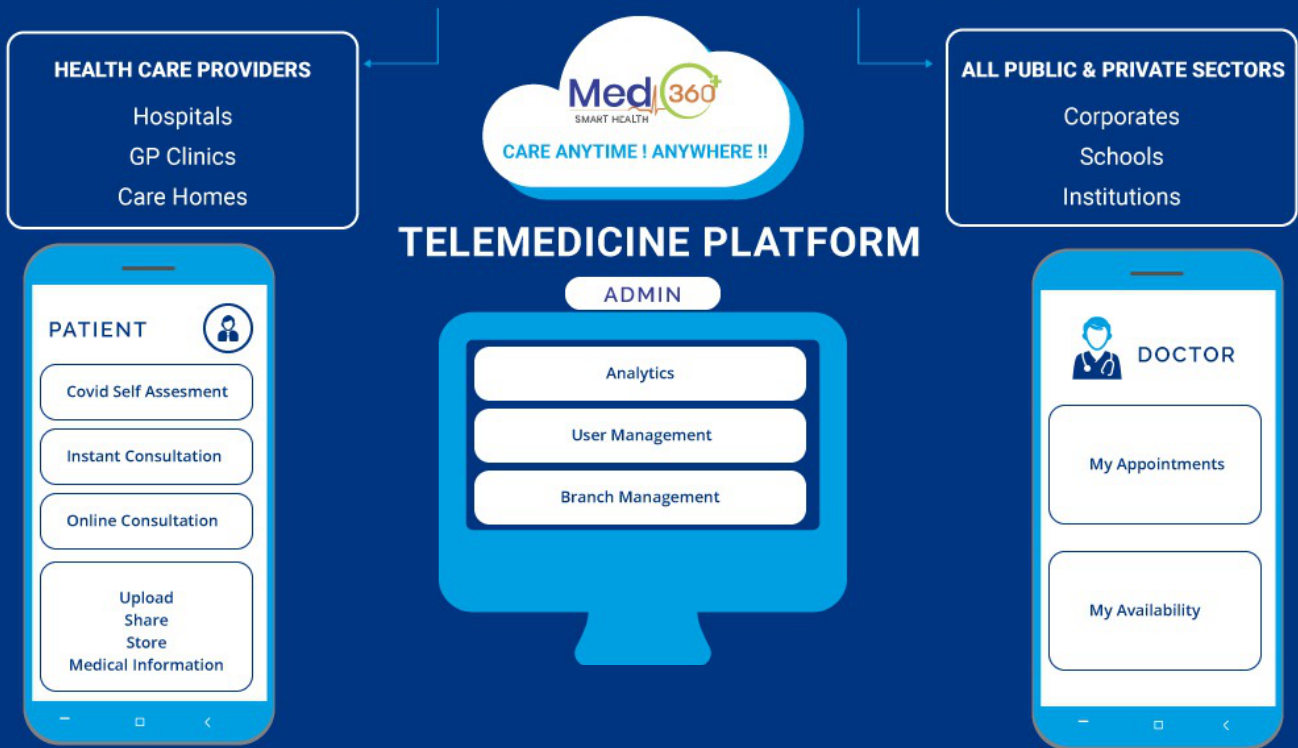 HEALTH CARE PROVIDERS
Hospitals
GP Clinics
Care Homes
Med 360+
SMART HEALTH
CARE ANYTIME ! ANYWHERE !!
ALL PUBLIC & PRIVATE SECTORS
Corporates
Schools
Institutions
TELEMEDICINE PLATFORM
PATIENT
Covid Self Assesment
Instant Consultation
Online Consultation
Upload
Share
Store
Medical Information
ADMIN
Analytics
User Management
Branch Management
DOCTOR
My Appointments
My Availability